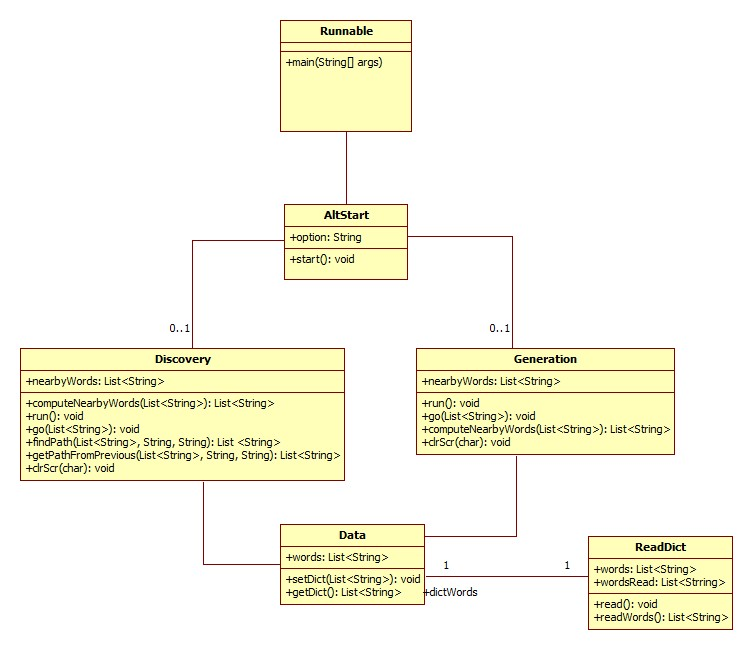 Runnable
+main(String[] args)
AltStart
+option: String
+start(): void
0..1
0..1
Discovery
+nearbyWords: List<String>
+computeNearbyWords(List<String>): List<String>
+run(): void
+go(List<String>): void
+findPath(List<String>, String, String): List <String>
+getPathFromPrevious(List<String>, String, String): List<String>
+clrScr(char): void
Generation
+nearbyWords: List<String>
+run(): void
+go(List<String>): void
+computeNearbyWords(List<String>): List<String>
+clrScr(char): void
Data
+words: List<String>
+setDict(List<String>): void
+getDict(): List<String>
1
1
+dictWords
ReadDict
+words: List<String>
+wordsRead: List<Strring>
+read(): void
+readWords(): List<String>